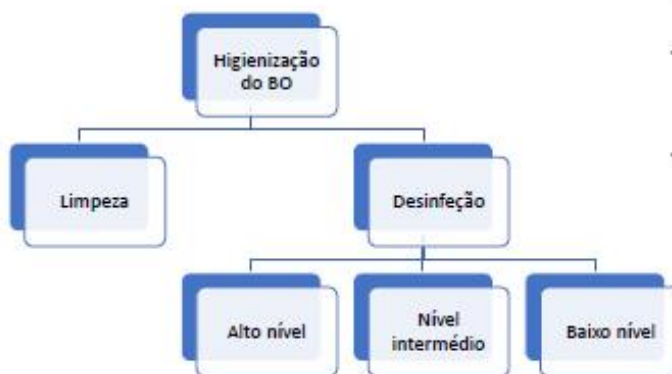 Higienização
do BO
Limpeza
Desinfeção
Alto nível
Nível
intermédio
Baixo nível